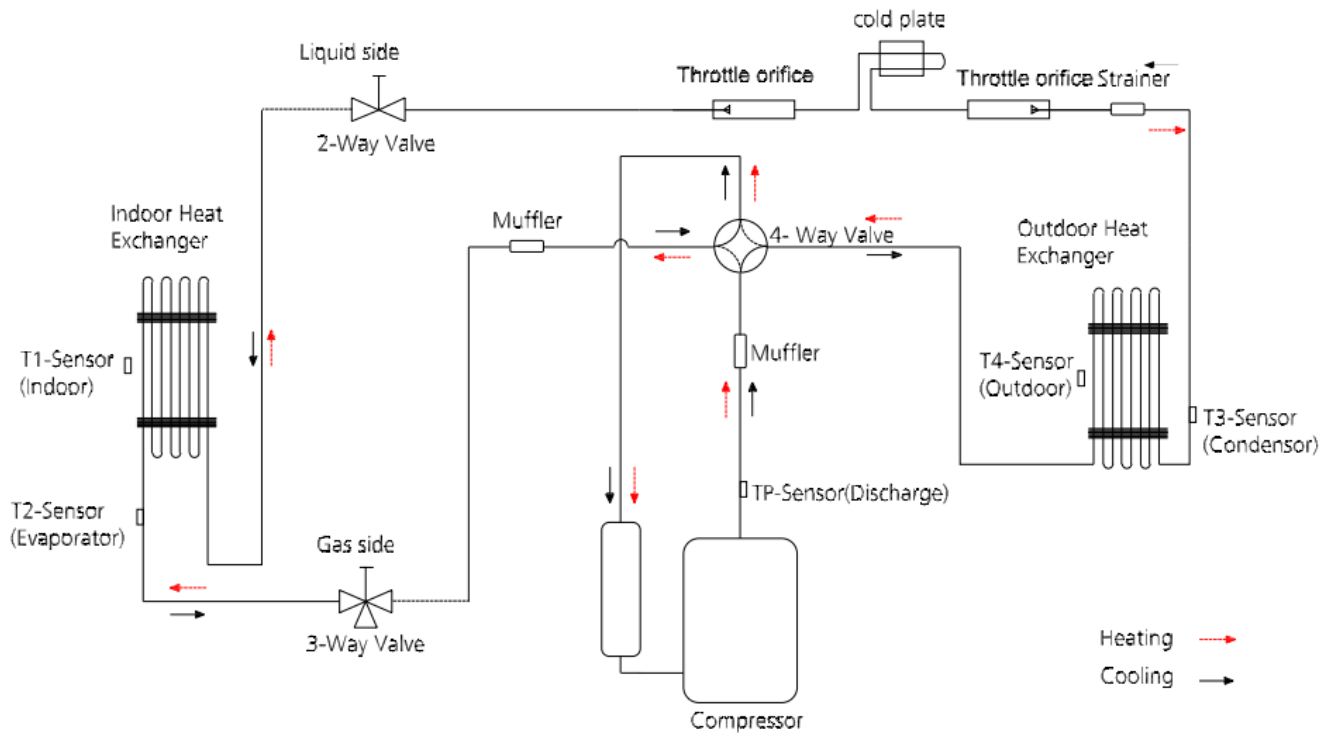 cold plate
Liquid side
Throttle orifice
Throttle orifice Strainer
2-Way Valve
Indoor Heat
Exchanger
Muffler
4- Way Valve
Outdoor Heat
Exchanger
T1-Sensor
(Indoor)
Muffler
T4-Sensor
(Outdoor)
T3-Sensor
(Condensor)
T2-Sensor
(Evaporator)
TP-Sensor(Discharge)
Gas side
3-Way Valve
Heating
Cooling
Compressor